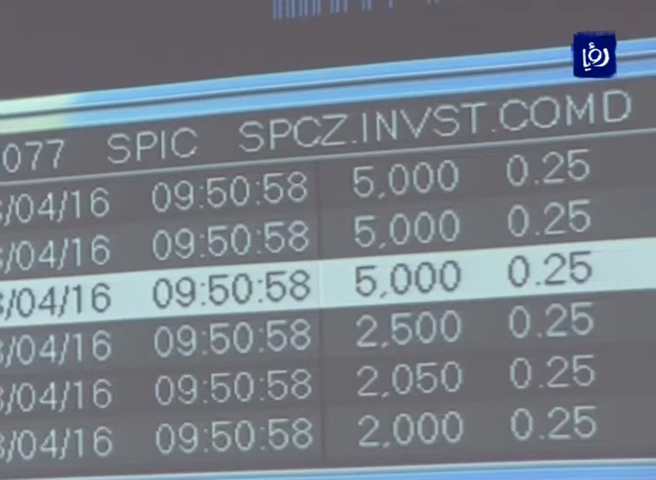 رؤيا
077 SPIC SPCZ.INVST.COMD
/04/16 09:50:58 5,000 0.25
/04/16 09:50:58 5,000 0.25
/04/16 09:50:58 5,000 0.25
/04/16 09:50:58 2,500 0.25
/04/16 09:50:58 2,050 0.25
/04/16 09:50:58 2,000 0.25